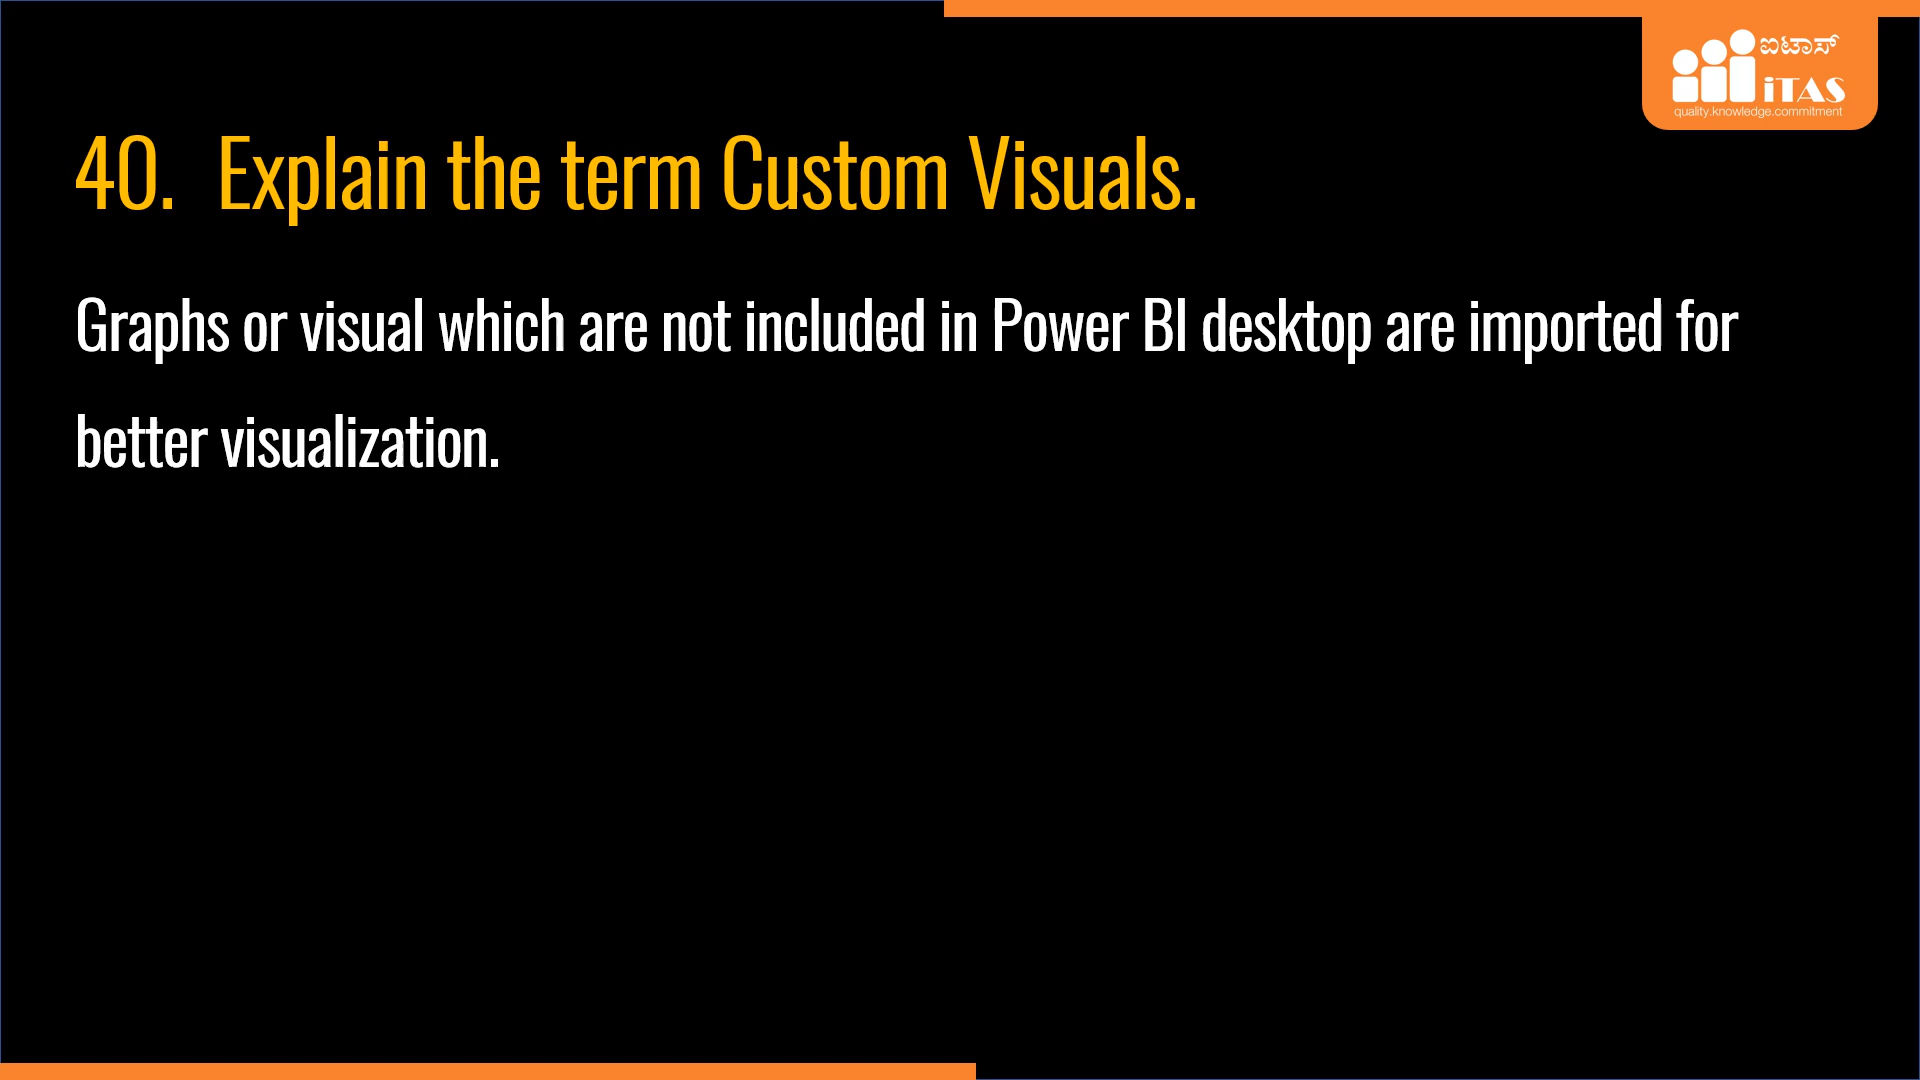 ಐಟಾಸ್
iTAS
quality.knowledge.commitment
40. Explain the term Custom Visuals.
Graphs or visual which are not included in Power BI desktop are imported for
better visualization.